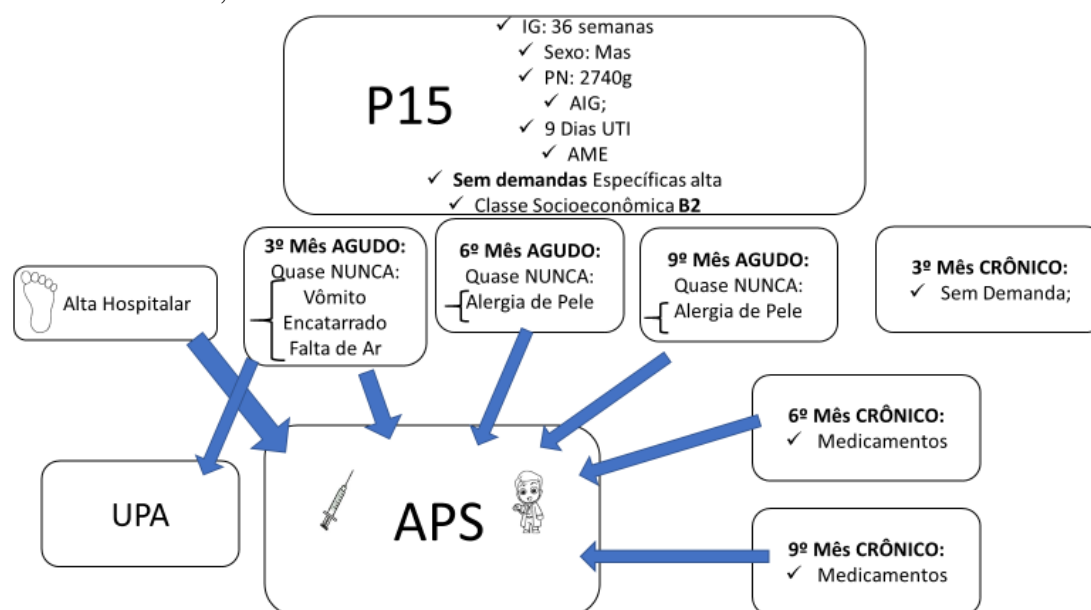 ✓ IG: 36 semanas
✓ Sexo: Mas
P15
✓ PN: 2740g
✓ AIG;
✓ 9 Dias UTI
✓ AME
✓ Sem demandas Específicas alta
✓ Classe Socioeconômica B2
Alta Hospitalar
3º Mês AGUDO:
Quase NUNCA:
Vômito
Encatarrado
Falta de Ar
6º Mês AGUDO:
Quase NUNCA:
Alergia de Pele
9º Mês AGUDO:
Quase NUNCA:
Alergia de Pele
3º Mês CRÔNICO:
✓ Sem Demanda;
6º Mês CRÔNICO:
✓ Medicamentos
UPA
APS
9º Mês CRÔNICO:
✓ Medicamentos